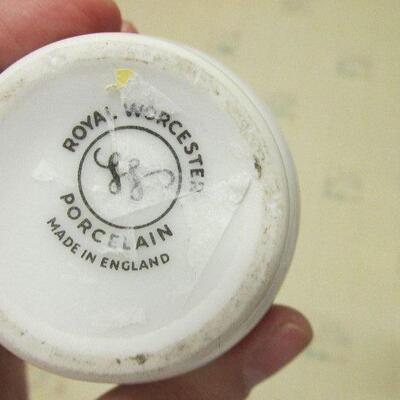 ROYAL WORCESTER
PORCELAIN
MADE IN ENGLAND